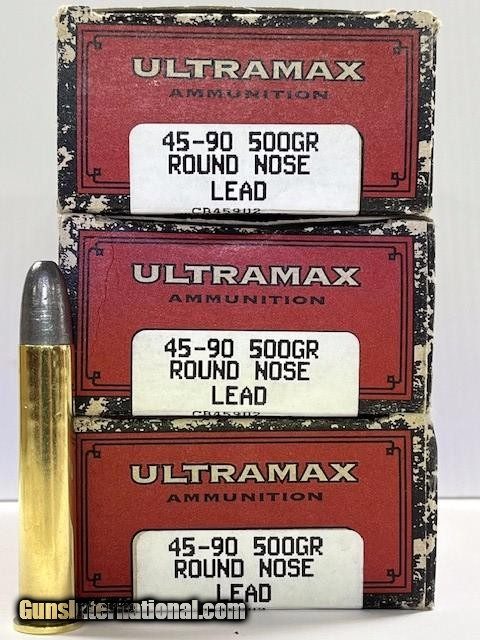 ULTRAMAX
AMMUNITION
45-90 500GR
ROUND NOSE
LEAD
ULTRAMAX
AMMUNITION
45-90 500GR
ROUND NOSE
LEAD
ULTRAMAX
AMMUNITION
45-90 500GR
ROUND NOSE
LEAD
GunsInternational.com